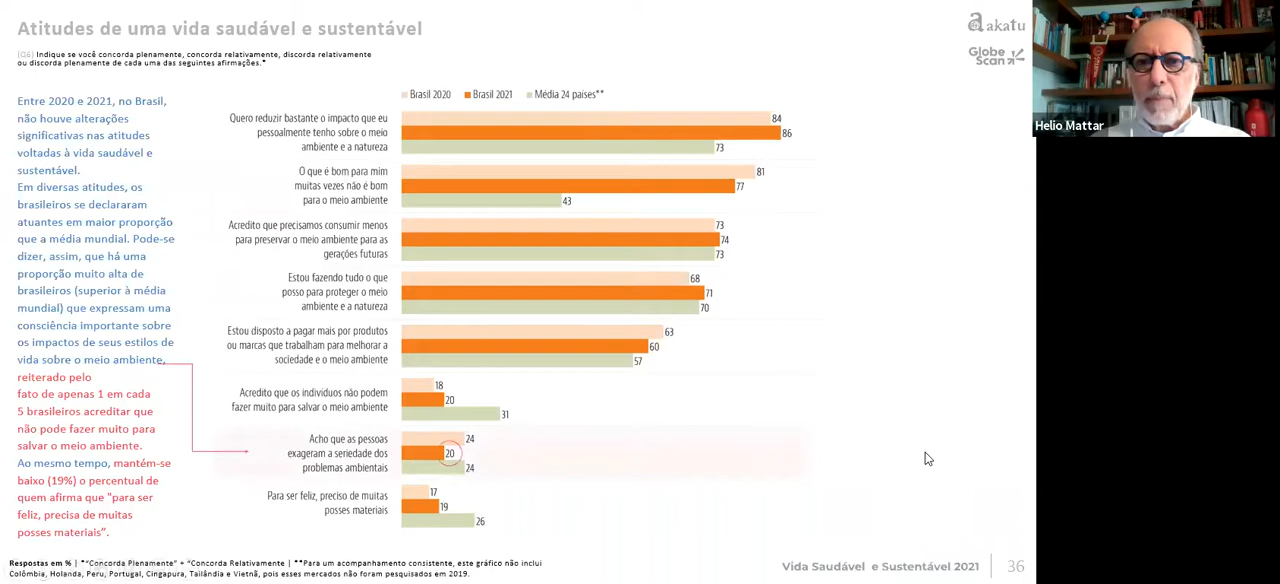 Atitudes de uma vida saudável e sustentável
(Q6) Indique se você concorda plenamente, concorda relativamente, discorda relativamente
ou discorda plenamente de cada uma das seguintes afirmações.*
akatu
Globe
Scan
Helio Mattar
Entre 2020 e 2021, no Brasil,
não houve alterações
significativas nas atitudes
voltadas à vida saudável e
sustentável.
Em diversas atitudes, os
brasileiros se declararam
atuantes em maior proporção
que a média mundial. Pode-se
dizer, assim, que há uma
proporção muito alta de
brasileiros (superior à média
mundial) que expressam uma
consciência importante sobre
os impactos de seus estilos de
vida sobre o meio ambiente,
reiterado pelo
fato de apenas 1 em cada
5 brasileiros acreditar que
não pode fazer muito para
salvar o meio ambiente.
Ao mesmo tempo, mantém-se
baixo (19%) o percentual de
quem afirma que "para ser
feliz, precisa de muitas
posses materiais”.
Brasil 2020 Brasil 2021 Média 24 países**
Quero reduzir bastante o impacto que eu
pessoalmente tenho sobre o meio
ambiente e a natureza
84
86
73
O que é bom para mim
muitas vezes não é bom
para o meio ambiente
81
77
43
Acredito que precisamos consumir menos
para preservar o meio ambiente para as
gerações futuras
73
74
73
Estou fazendo tudo o que
posso para proteger o meio
ambiente e a natureza
68
71
70
Estou disposto a pagar mais por produtos
ou marcas que trabalham para melhorar a
sociedade e o meio ambiente
63
60
57
Acredito que os indivíduos não podem
fazer muito para salvar o meio ambiente
18
20
31
Acho que as pessoas
exageram a seriedade dos
problemas ambientais
24
20
24
Para ser feliz, preciso de muitas
posses materiais
17
19
26
Respostas em % | *“Concorda Plenamente” + “Concorda Relativamente | **Para um acompanhamento consistente, este gráfico não inclui
Colômbia, Holanda, Peru, Portugal, Cingapura, Tailândia e Vietnã, pois esses mercados não foram pesquisados em 2019.
Vida Saudável e Sustentável 2021 | 36